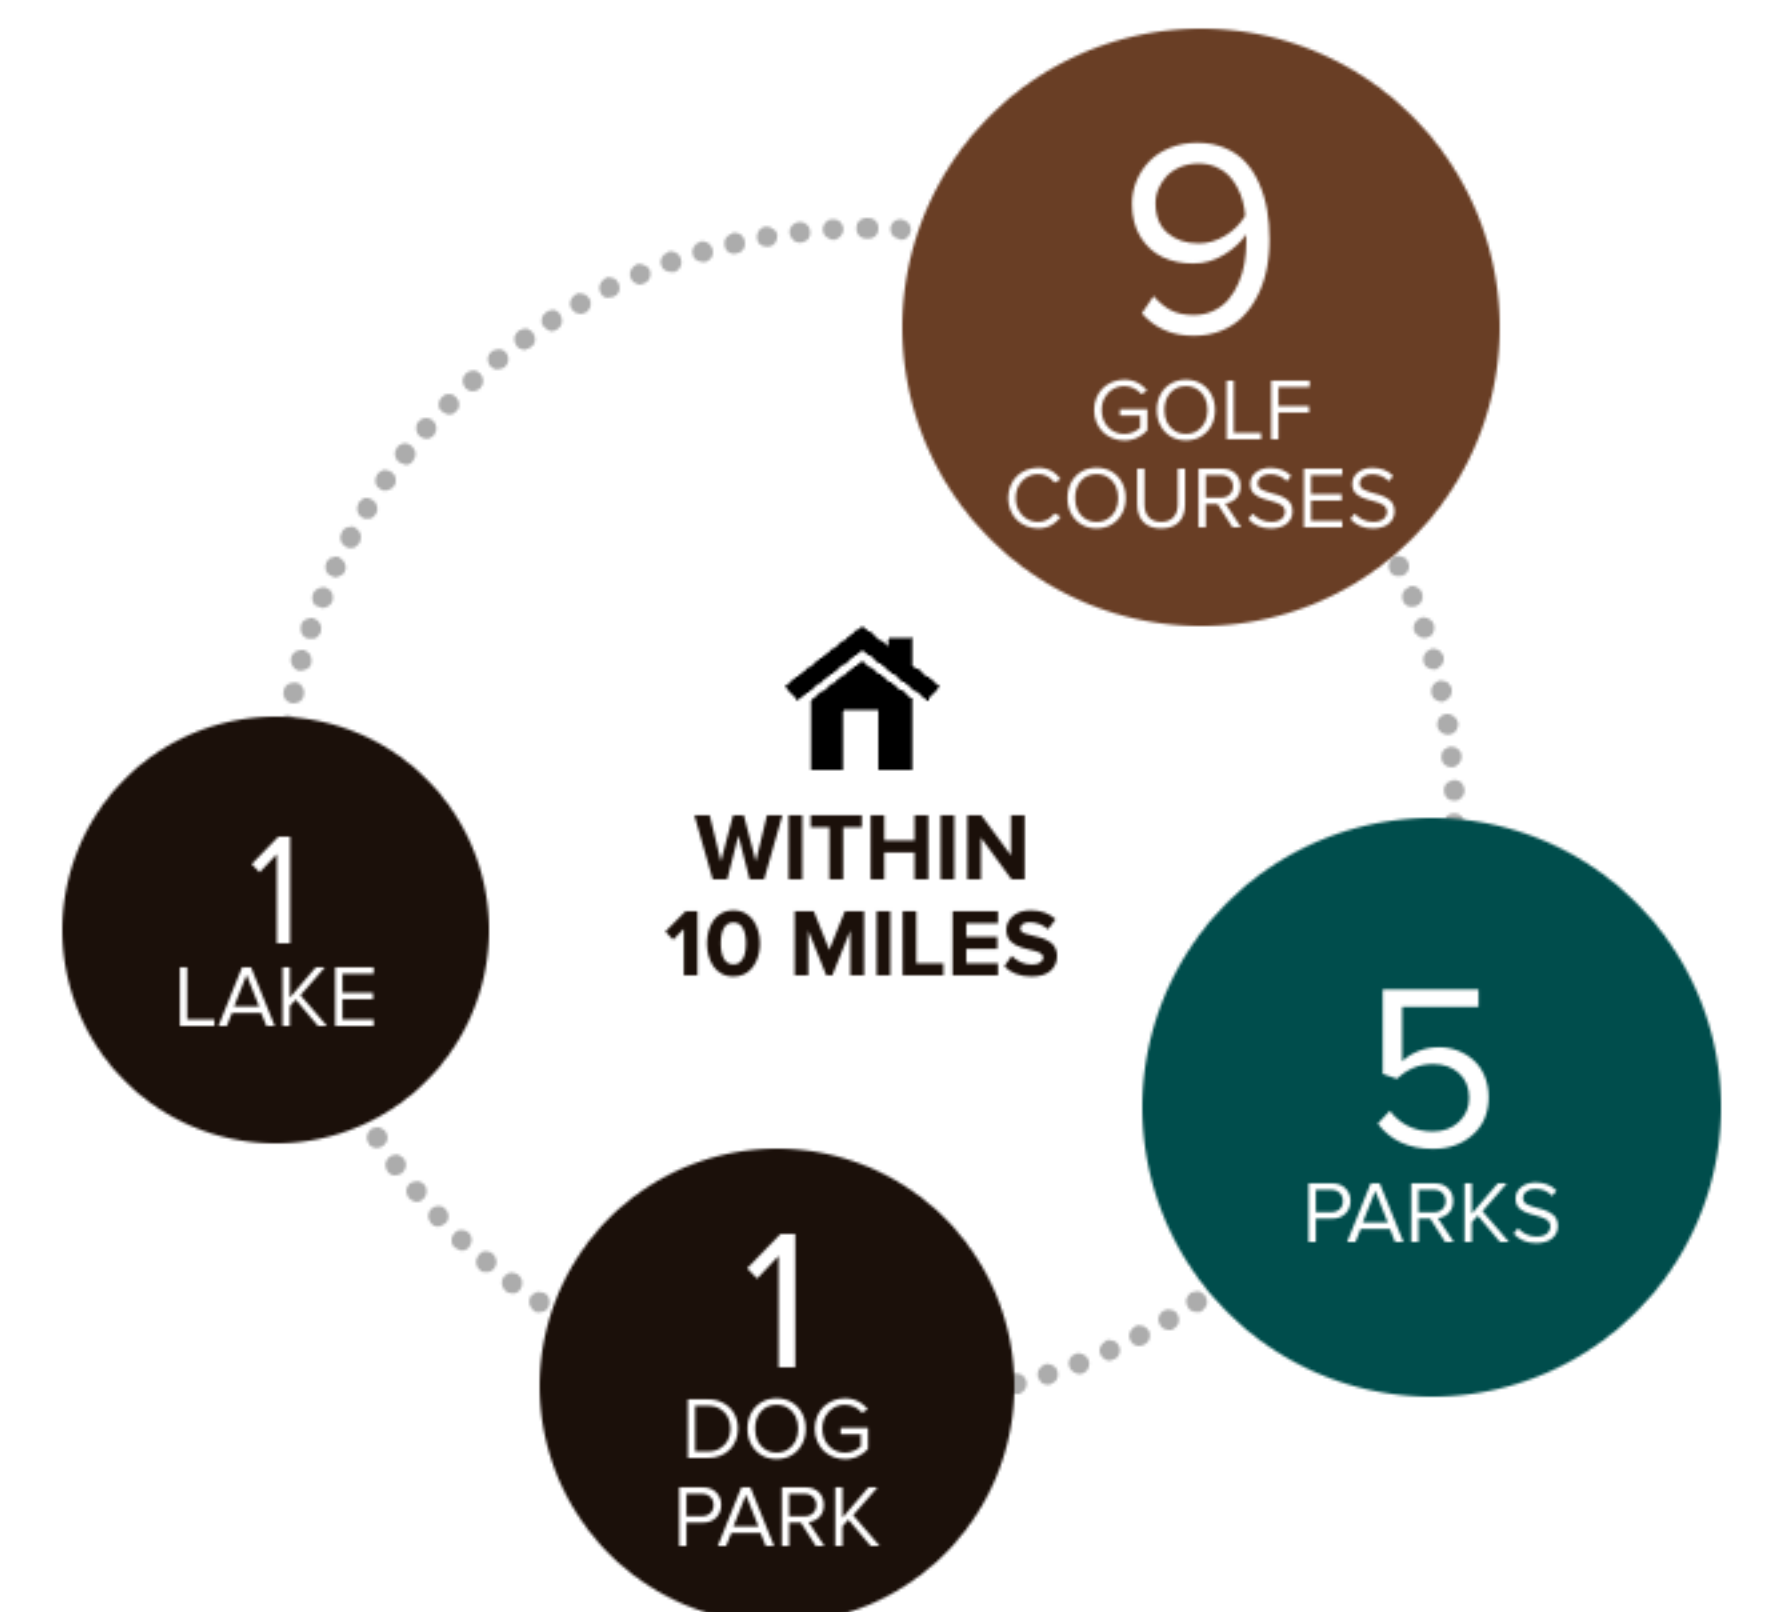 9
GOLF
COURSES
WITHIN
10 MILES
1
LAKE
5
PARKS
1
DOG
PARK